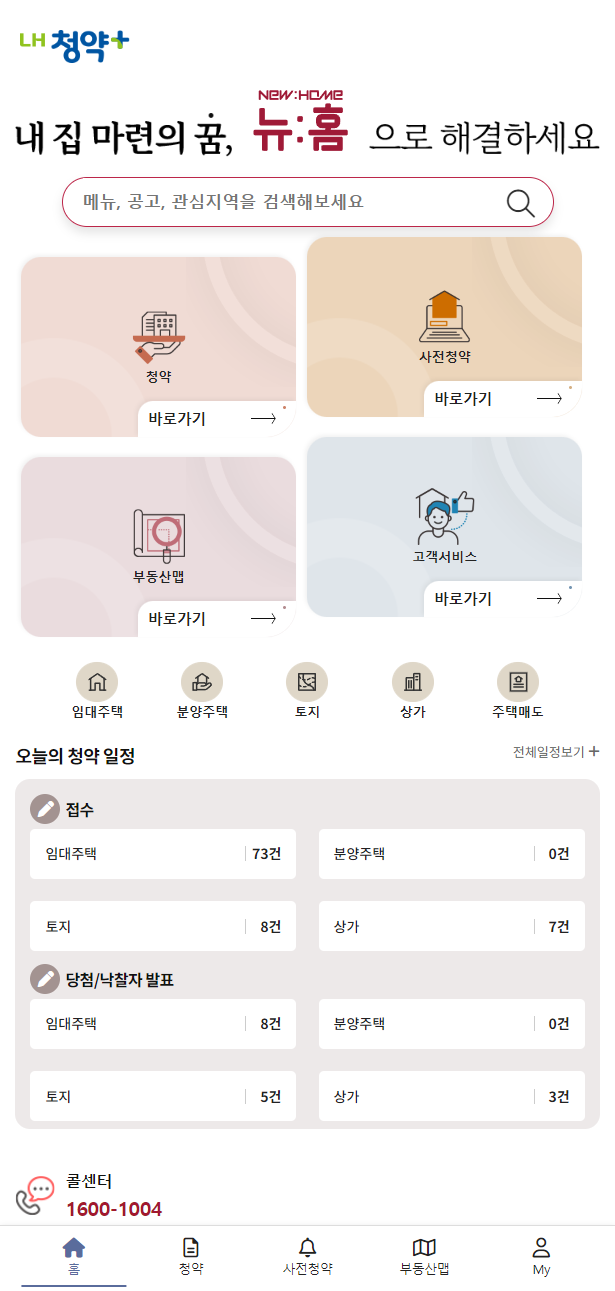 LH 청약+
NEW:HOME
내 집 마련의 꿈, 뉴:홈 으로 해결하세요
메뉴, 공고, 관심지역을 검색해보세요
청약
바로가기
사전청약
바로가기
부동산맵
바로가기
고객서비스
바로가기
임대주택 분양주택 토지 상가 주택매도
오늘의 청약 일정 전체일정보기 +
접수
임대주택 73건 분양주택 0건
토지 8건 상가 7건
당첨/낙찰자 발표
임대주택 8건 분양주택 0건
토지 5건 상가 3건
콜센터
1600-1004
홈 청약 사전청약 부동산맵 My